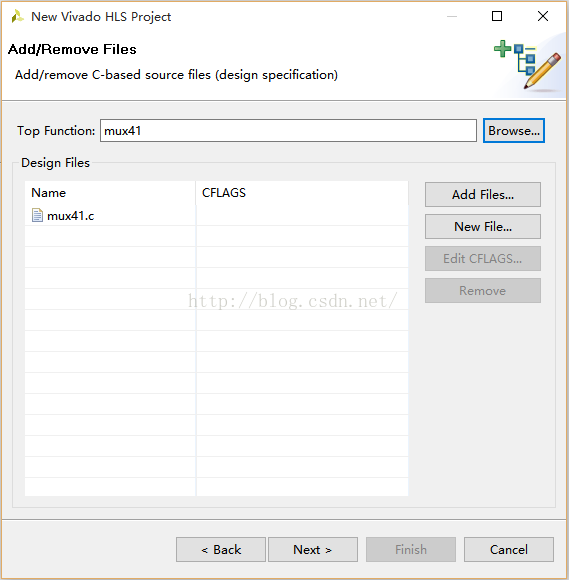 New Vivado HLS Project
Add/Remove Files
Add/remove C-based source files (design specification)
Top Function: mux41 Browse...
Design Files
Name CFLAGS
mux41.c
Add Files...
New File...
Edit CFLAGS...
Remove
http://blog.csdn.net/
< Back Next > Finish Cancel